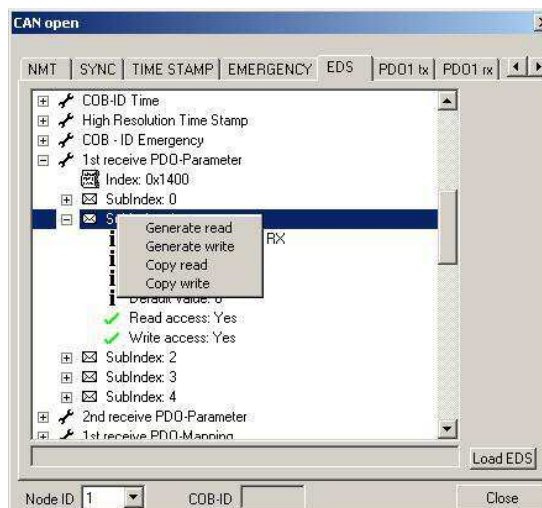 CAN open
NMT SYNC TIME STAMP EMERGENCY EDS PDO1 tx PDO1 rx
COB-ID Time
High Resolution Time Stamp
COB - ID Emergency
1st receive PDO-Parameter
Index: 0x1400
SubIndex: 0
Generate read
RX
Generate write
Copy read
Copy write
Default value: 0
Read access: Yes
Write access: Yes
SubIndex: 2
SubIndex: 3
SubIndex: 4
2nd receive PDO-Parameter
1st receive PDO-Mapping
Load EDS
Node ID 1 COB-ID Close